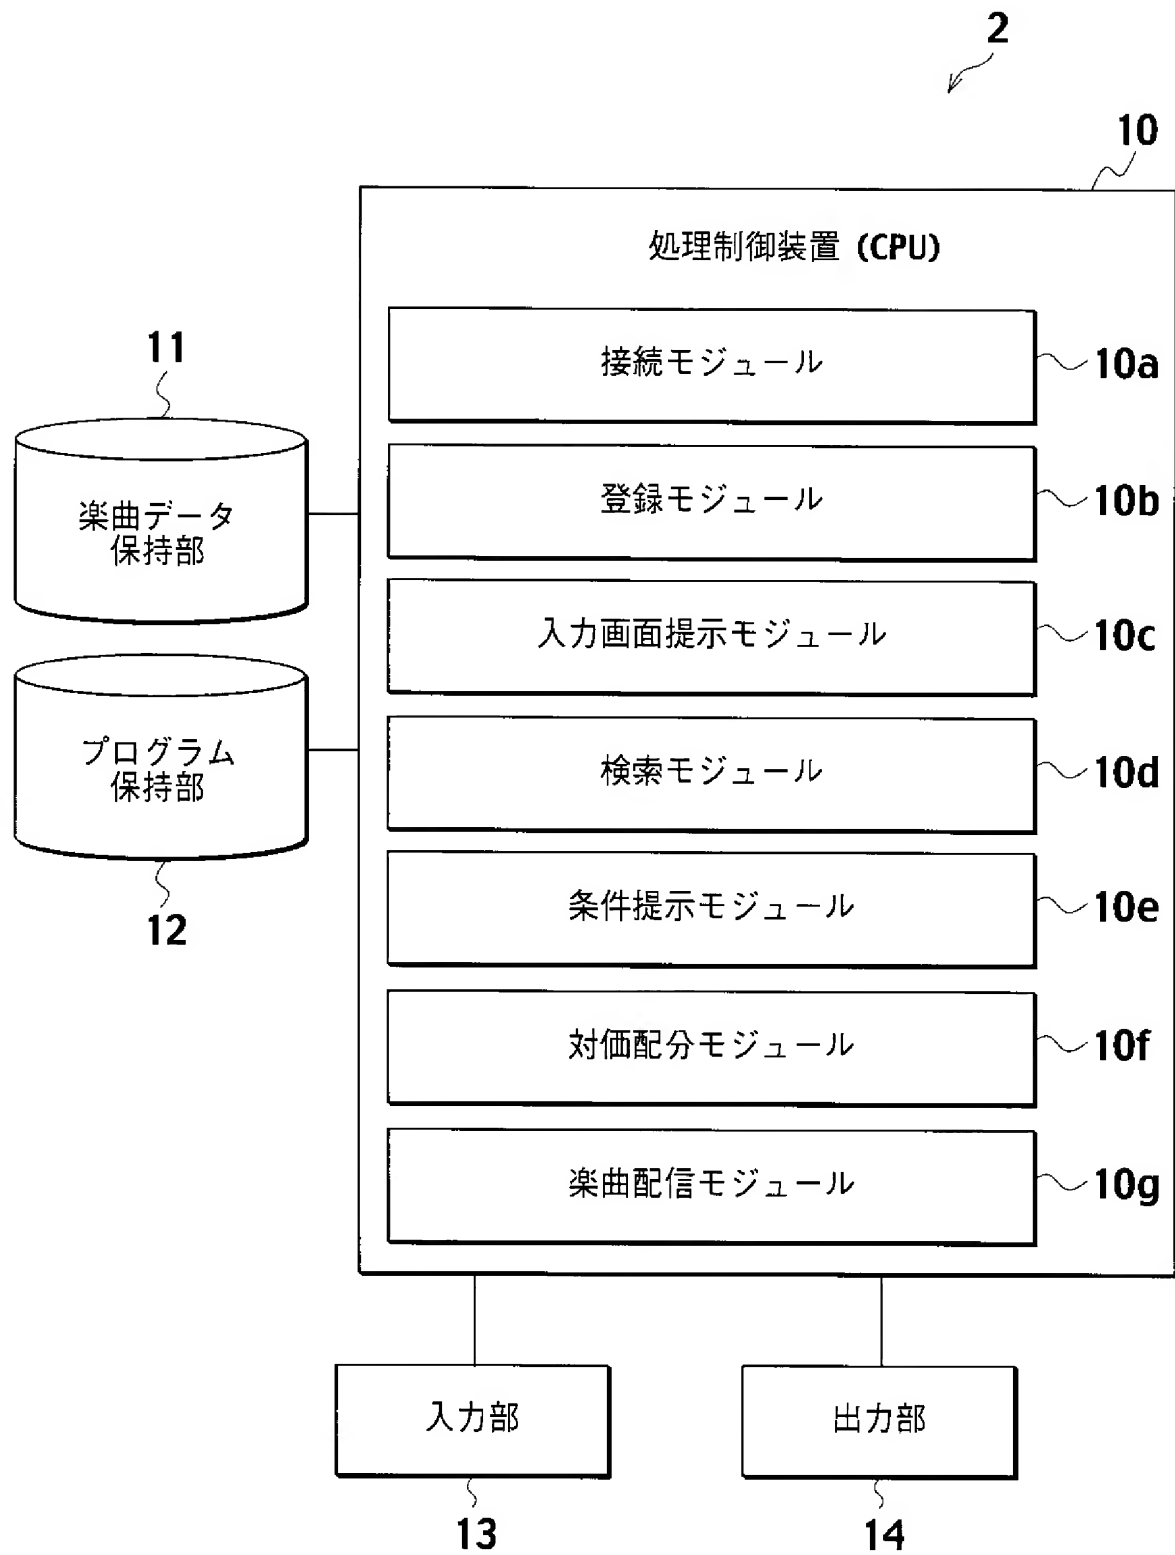 2
10
処理制御装置 (CPU)
接続モジュール
10a
11
楽曲データ
保持部
登録モジュール
10b
入力画面提示モジュール
10c
プログラム
保持部
12
検索モジュール
10d
条件提示モジュール
10e
対価配分モジュール
10f
楽曲配信モジュール
10g
入力部
13
出力部
14